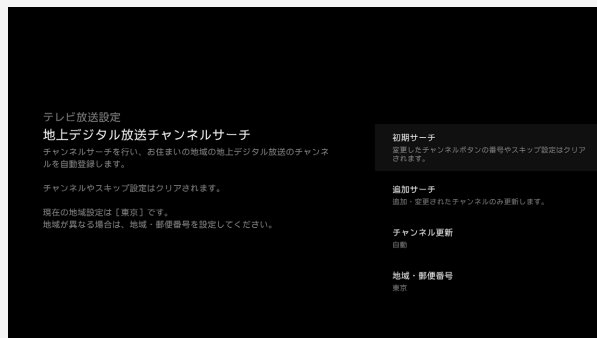 テレビ放送設定
地上デジタル放送チャンネルサーチ
チャンネルサーチを行い、お住まいの地域の地上デジタル放送のチャンネ
ルを自動登録します。
チャンネルやスキップ設定はクリアされます。
現在の地域設定は［東京］です。
地域が異なる場合は、地域・郵便番号を設定してください。
初期サーチ
変更したチャンネルボタンの番号やスキップ設定はクリア
されます。
追加サーチ
追加・変更されたチャンネルのみ更新します。
チャンネル更新
自動
地域・郵便番号
東京